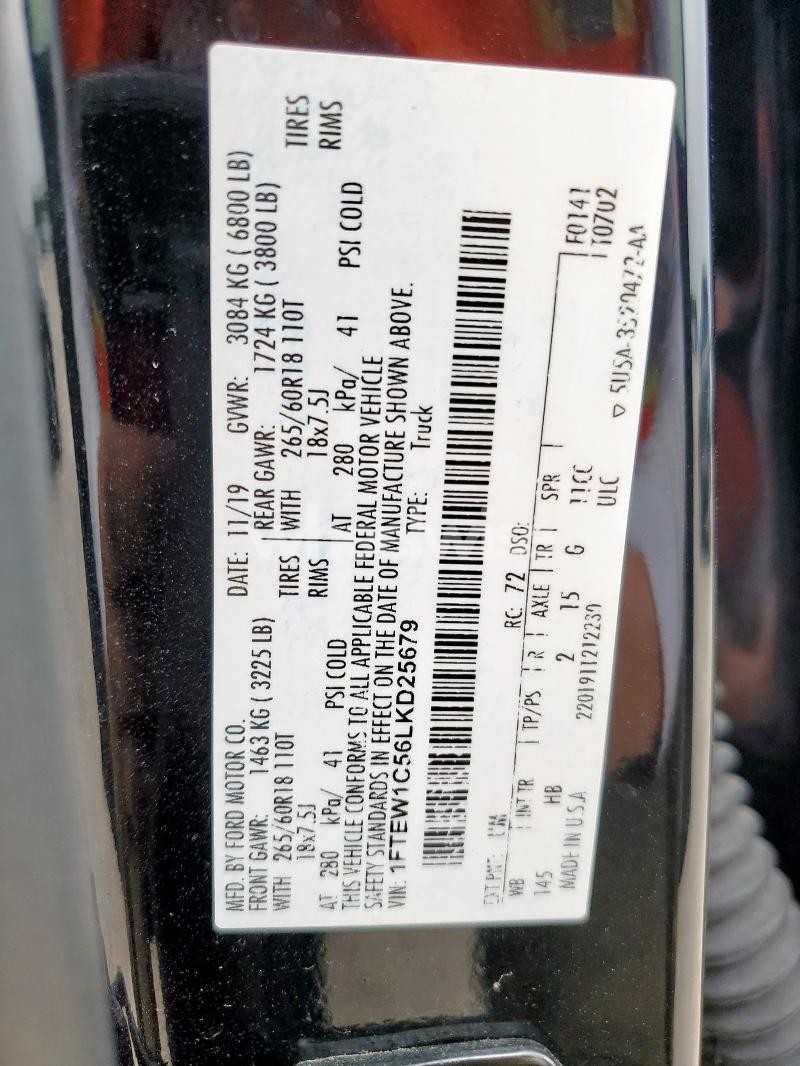 MFD. BY FORD MOTOR CO. DATE: 11/19 GVWR: 3084 KG ( 6800 LB)
FRONT GAWR: 1463 KG ( 3225 LB) REAR GAWR: 1724 KG ( 3800 LB)
WITH 265/60R18 110T TIRES WITH 265/60R18 110T TIRES
18x7.5J RIMS 18x7.5J RIMS
AT 280 kPa/ 41 PSI COLD AT 280 kPa/ 41 PSI COLD
THIS VEHICLE CONFORMS TO ALL APPLICABLE FEDERAL MOTOR VEHICLE
SAFETY STANDARDS IN EFFECT ON THE DATE OF MANUFACTURE SHOWN ABOVE.
VIN: 1FTEW1C56LKD25679 TYPE: Truck
EXT PNT: RC: 72 DSO:
WB INT TR TP/PS R AXLE TR SPR F0141
145 HB 2 15 G 11CC T0702
MADE IN U.S.A ULC